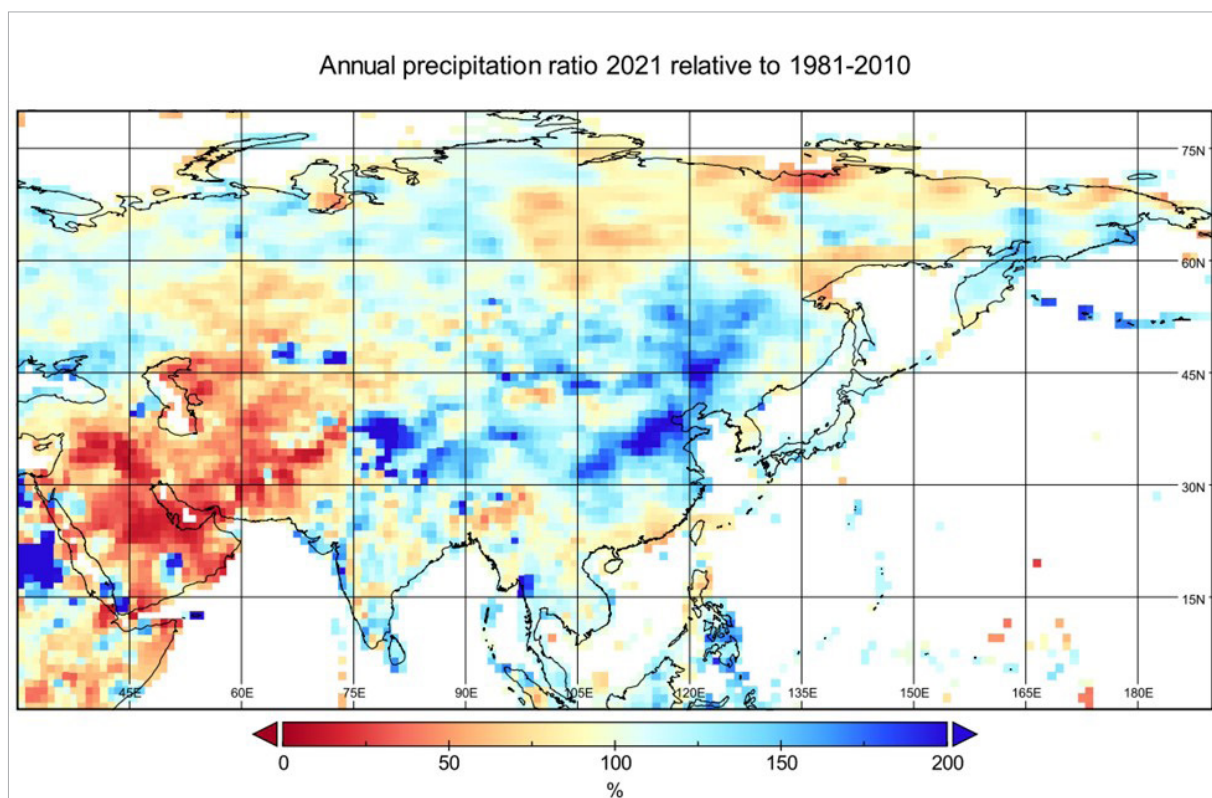 Annual precipitation ratio 2021 relative to 1981-2010
75N
60N
45N
30N
15N
45E 60E 75E 90E 105E 120E 135E 150E 165E 180E
0 50 100 150 200
%